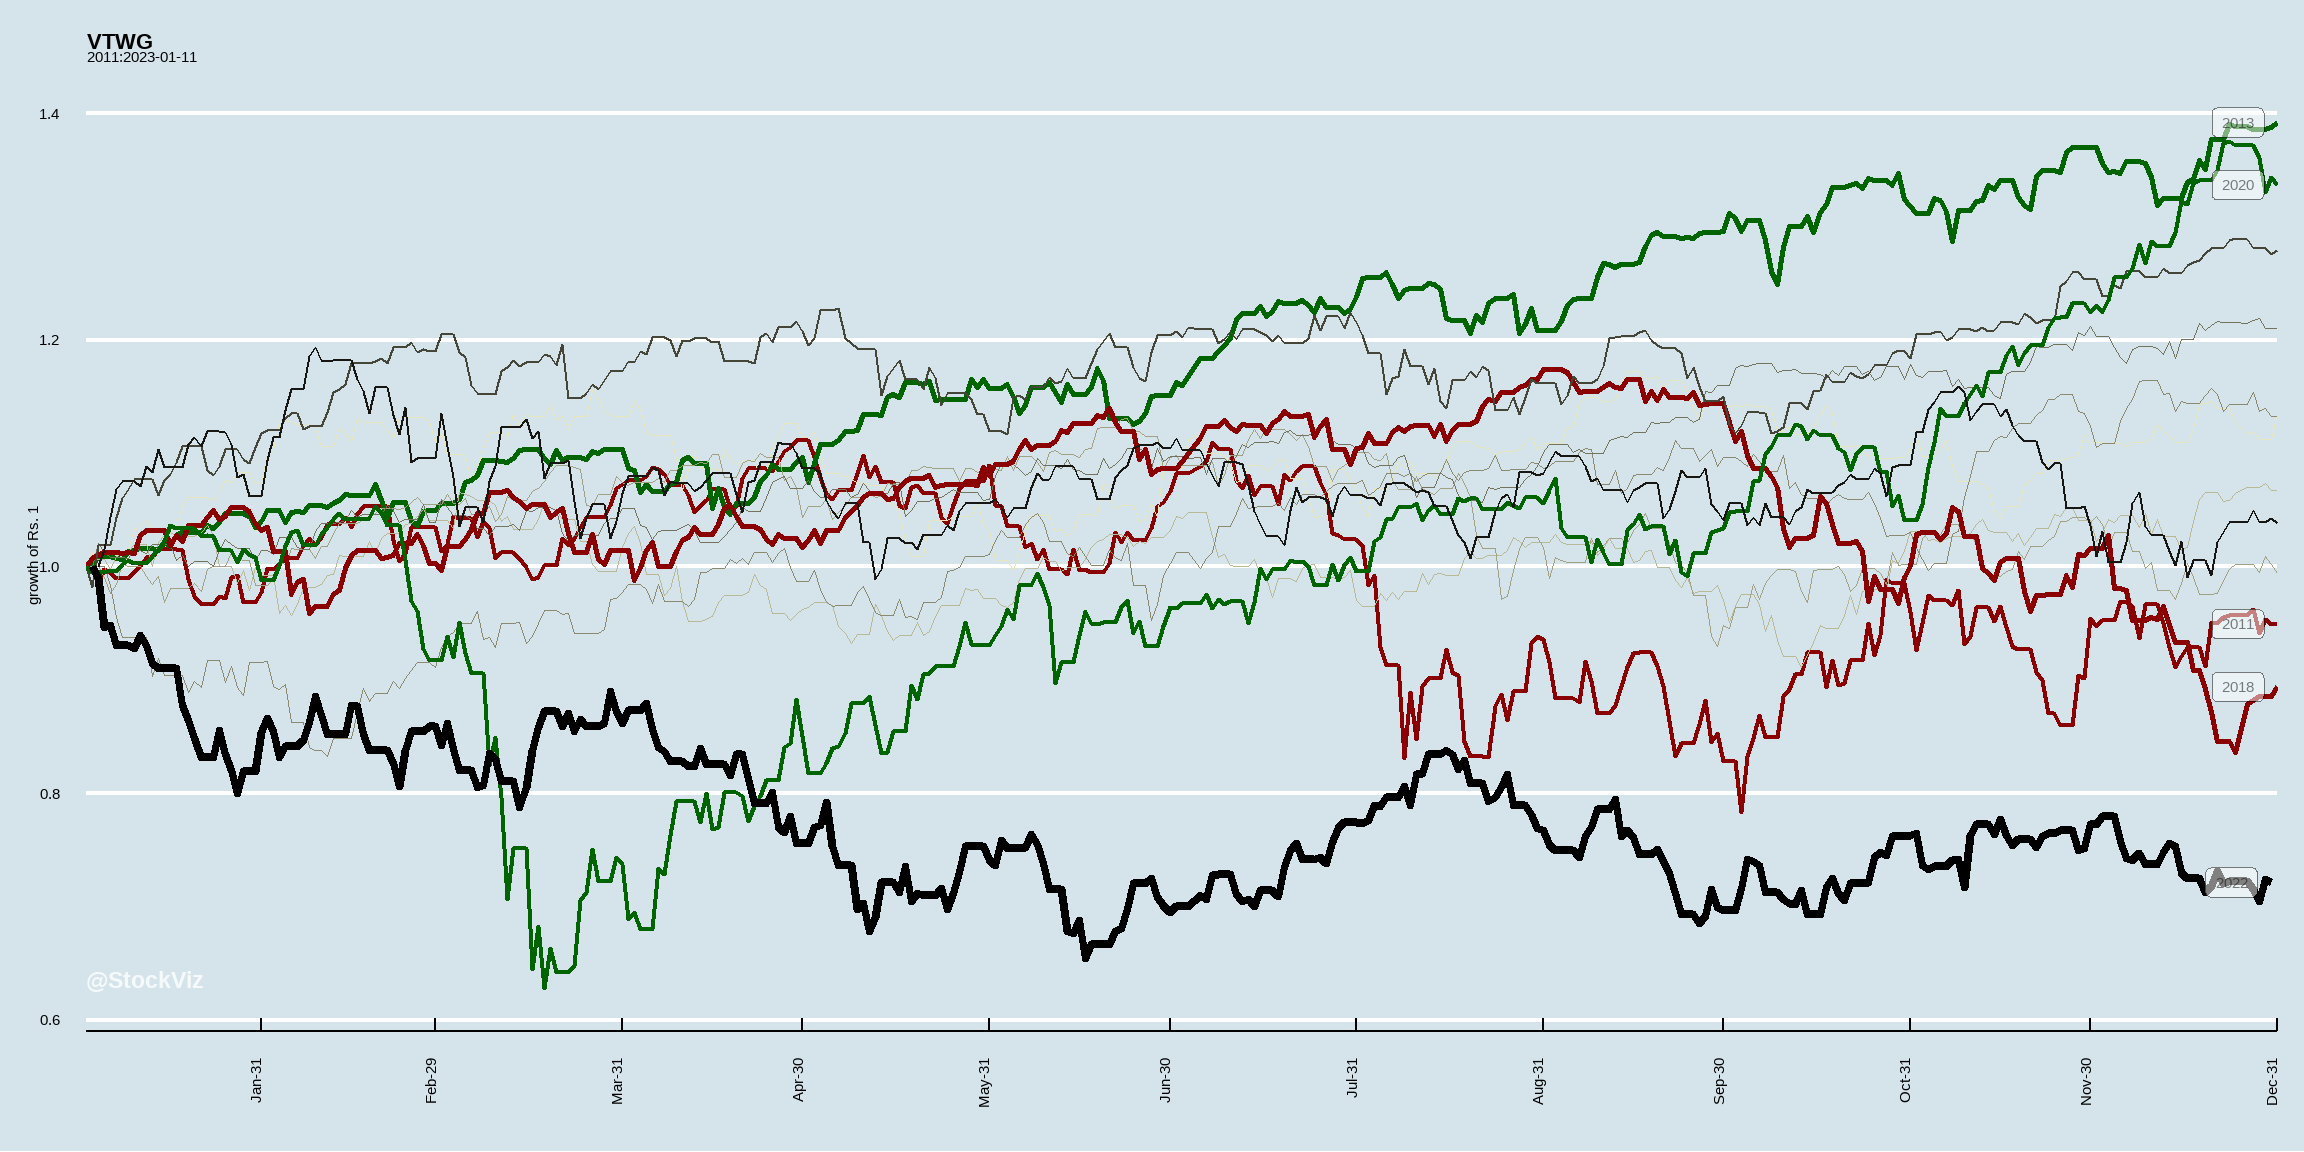 VTWG
2011:2023-01-11
growth of Rs. 1
1.4
1.2
1.0
0.8
0.6
2013
2020
2011
2018
2022
@StockViz
Jan-31
Feb-29
Mar-31
Apr-30
May-31
Jun-30
Jul-31
Aug-31
Sep-30
Oct-31
Nov-30
Dec-31